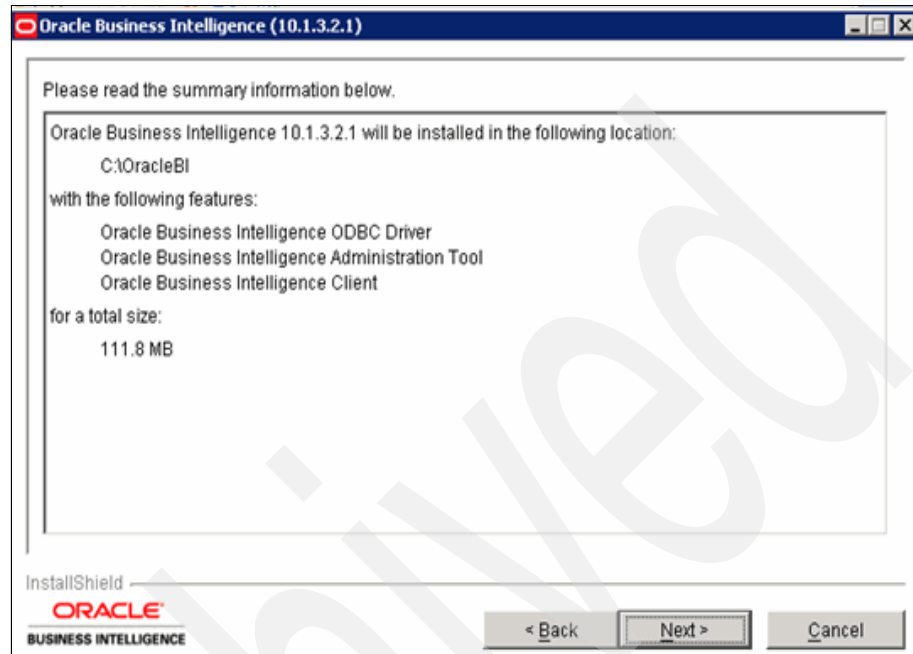 Oracle Business Intelligence (10.1.3.2.1)
Please read the summary information below.
Oracle Business Intelligence 10.1.3.2.1 will be installed in the following location:
C:\OracleBI
with the following features:
Oracle Business Intelligence ODBC Driver
Oracle Business Intelligence Administration Tool
Oracle Business Intelligence Client
for a total size:
111.8 MB
InstallShield
ORACLE
BUSINESS INTELLIGENCE
< Back Next > Cancel